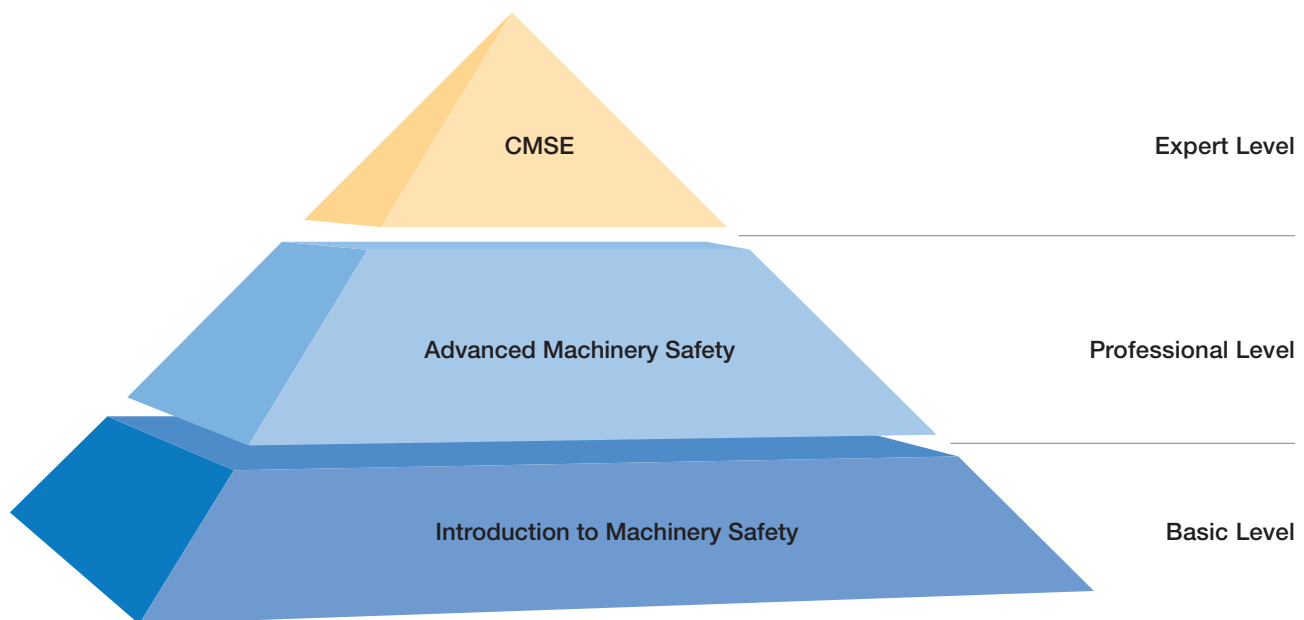 CMSE
Expert Level
Advanced Machinery Safety
Professional Level
Introduction to Machinery Safety
Basic Level